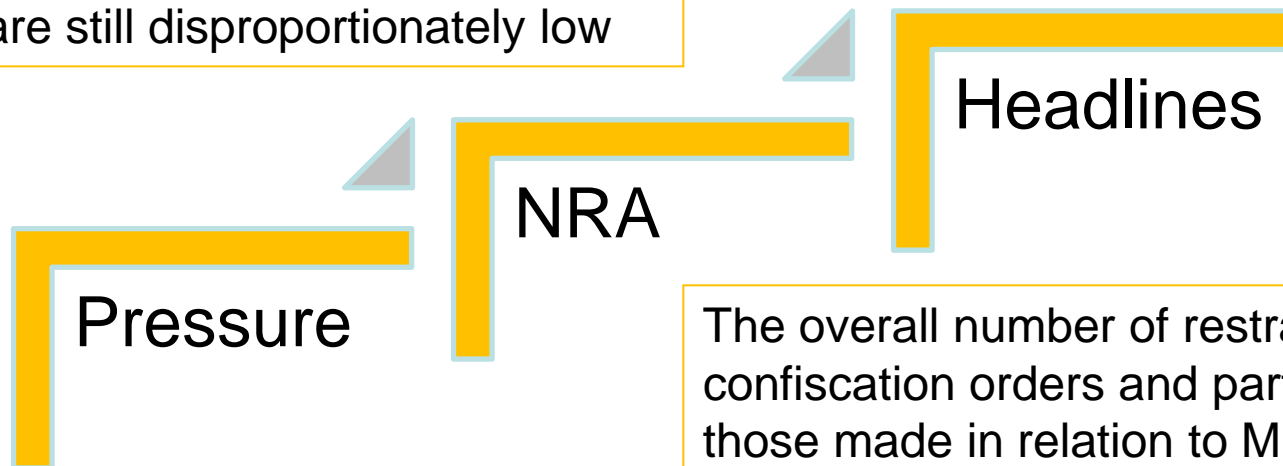 are still disproportionately low
Headlines
NRA
Pressure
The overall number of
confiscation orders and
those made in relation to